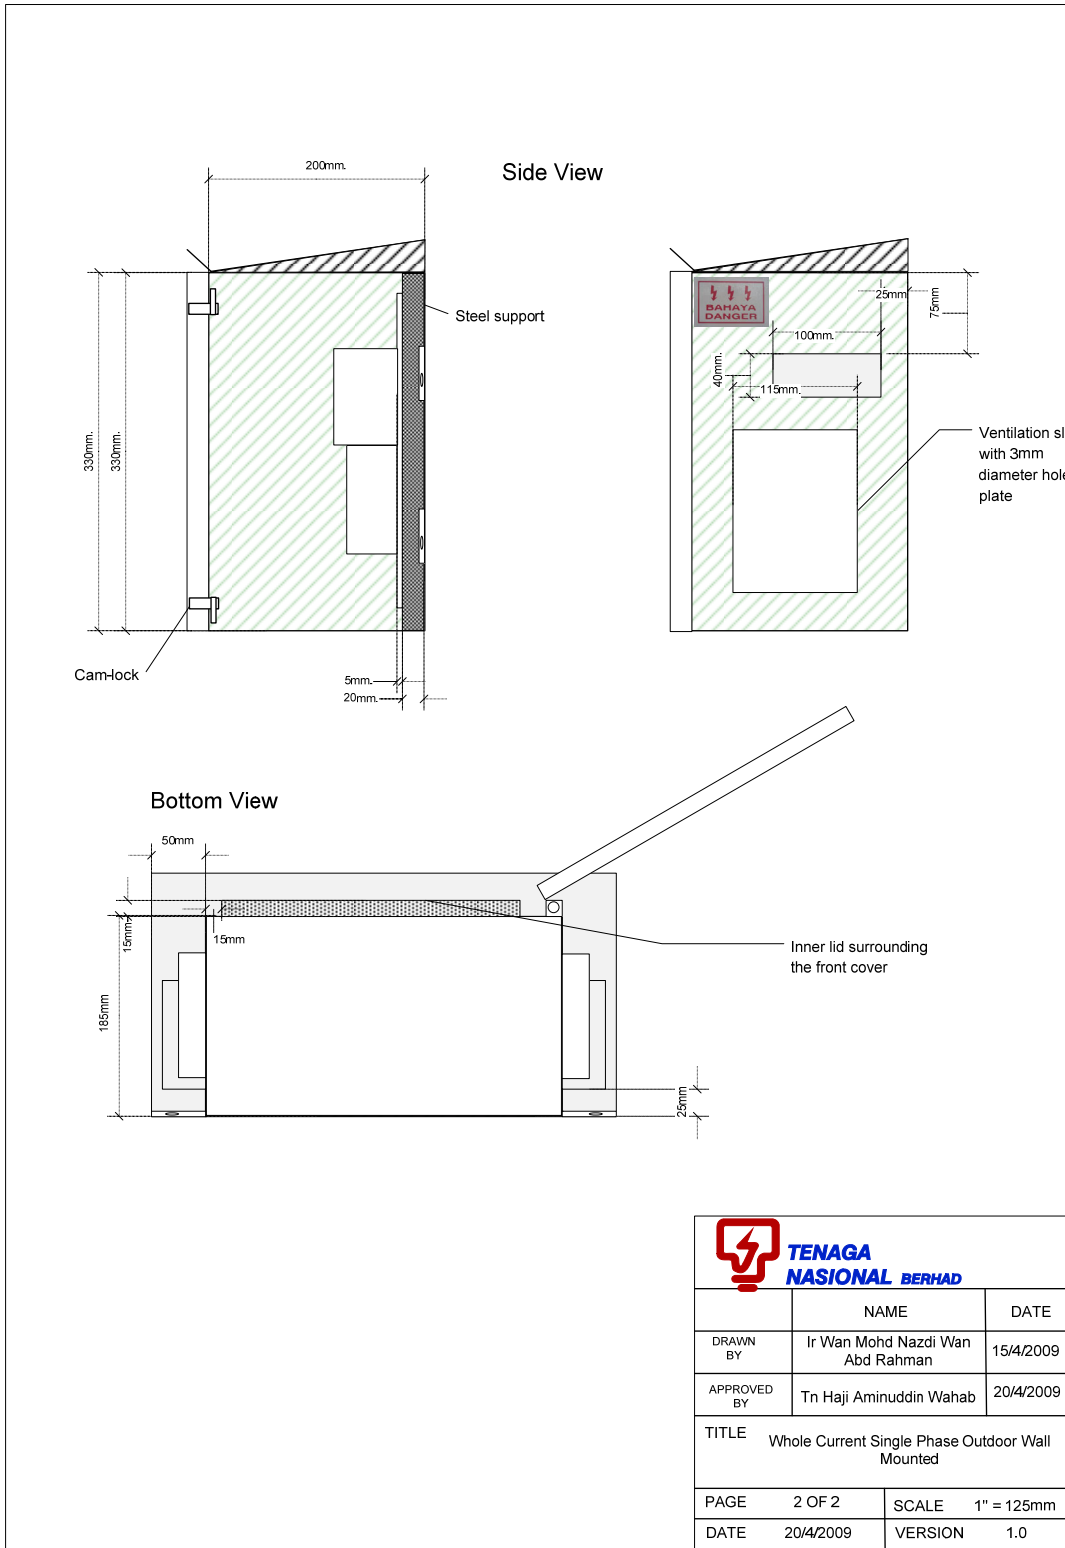 200mm.
Side View
BAHAYA
DANGER
25mm
75mm
Steel support
100mm.
40mm.
115mm.
330mm.
330mm.
Ventilation sl
with 3mm
diameter hole
plate
Cam-lock
5mm.
20mm.
Bottom View
50mm
15mm
15mm
Inner lid surrounding
the front cover
185mm
25mm
TENAGA
NASIONAL BERHAD
NAME DATE
DRAWN
BY
Ir Wan Mohd Nazdi Wan
Abd Rahman
15/4/2009
APPROVED
BY
Tn Haji Aminuddin Wahab
20/4/2009
TITLE
Whole Current Single Phase Outdoor Wall
Mounted
PAGE 2 OF 2 SCALE 1" = 125mm
DATE 20/4/2009 VERSION 1.0